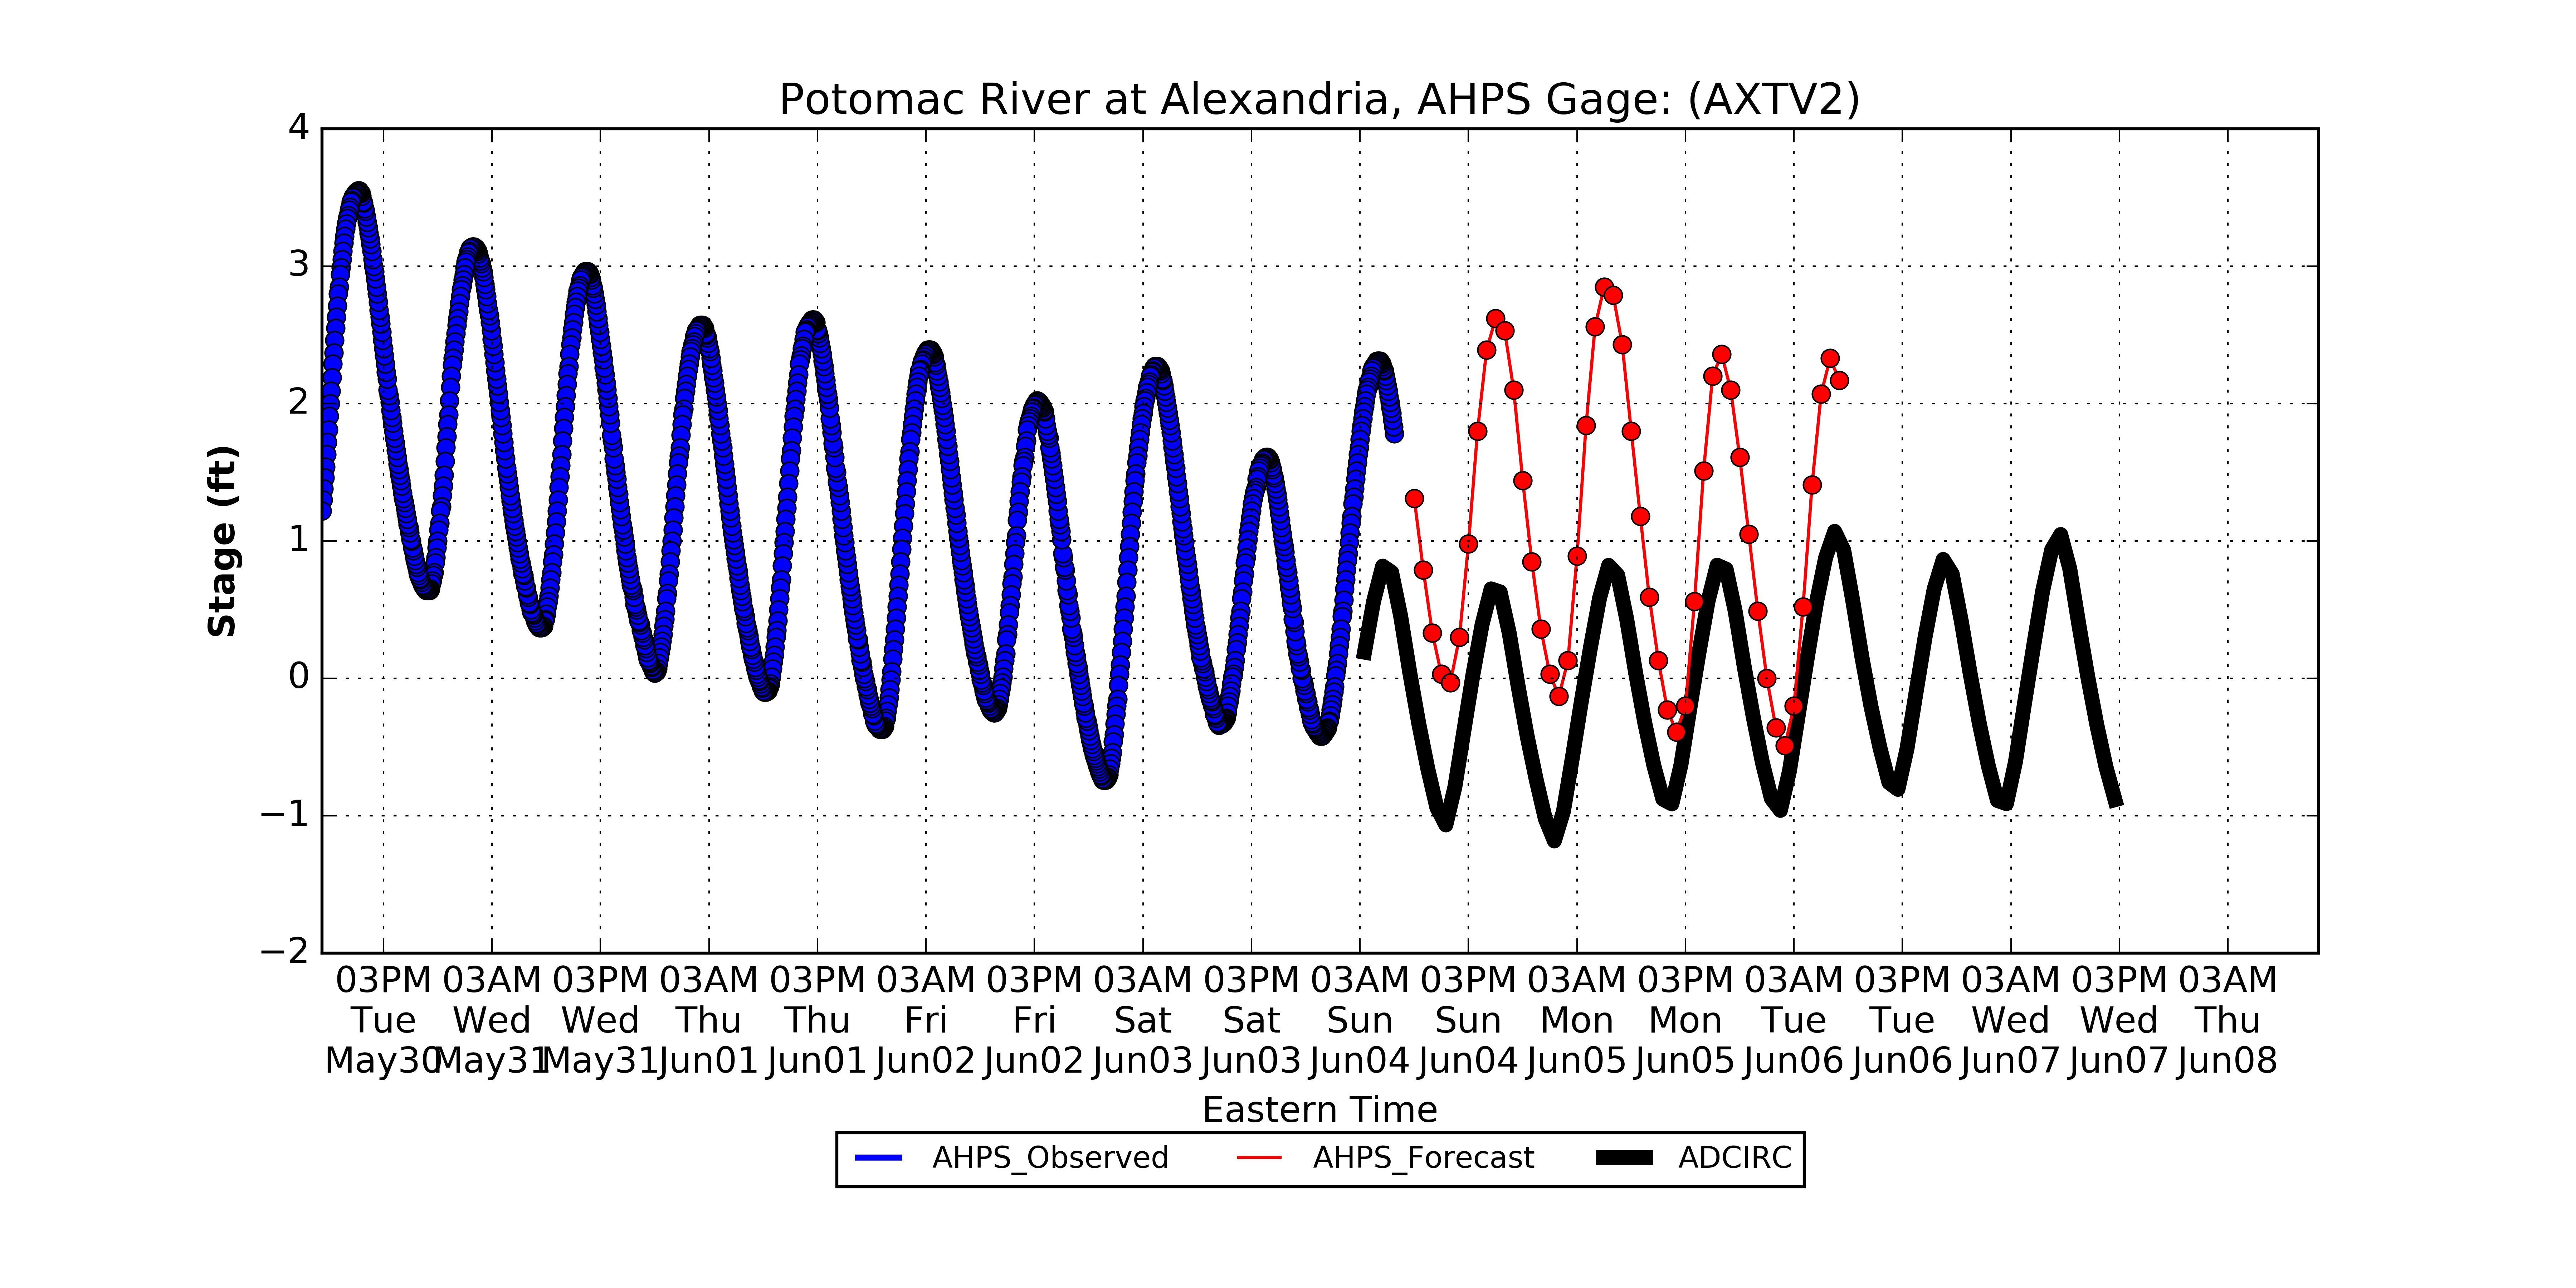 Potomac River at Alexandria, AHPS Gage: (AXTV2)
4
3
2
1
0
−1
−2
Stage (ft)
03PM 03AM 03PM 03AM 03PM 03AM 03PM 03AM 03PM 03AM 03PM 03AM 03PM 03AM 03PM 03AM 03PM 03AM
Tue Wed Wed Thu Thu Fri Fri Sat Sat Sun Sun Mon Mon Tue Tue Wed Wed Thu
May30 May31 May31 Jun01 Jun01 Jun02 Jun02 Jun03 Jun03 Jun04 Jun04 Jun05 Jun05 Jun06 Jun06 Jun07 Jun07 Jun08
Eastern Time
AHPS_Observed AHPS_Forecast ADCIRC